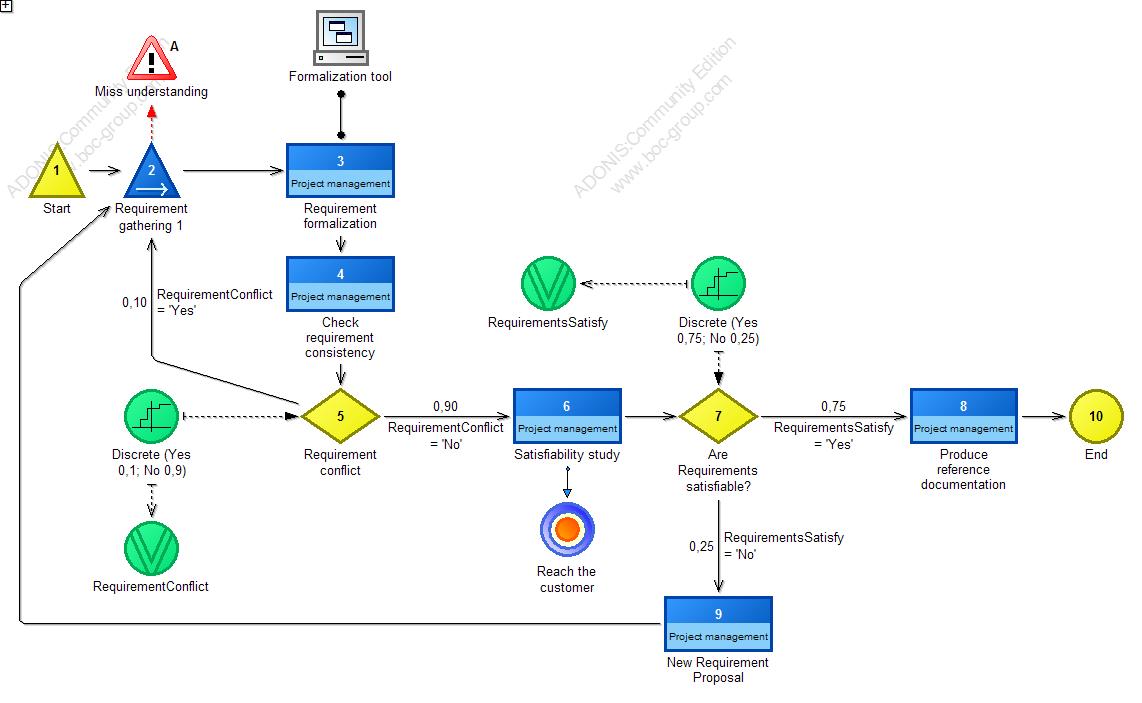 A
Miss understanding
Formalization tool
ADONIS:Community Edition
www.boc-group.com
ADONIS:Community Edition
www.boc-group.com
1
Start
2
Requirement
gathering 1
3
Project management
Requirement
formalization
4
Project management
Check
requirement
consistency
0,10
RequirementConflict
= 'Yes'
RequirementsSatisfy
Discrete (Yes
0,75; No 0,25)
Discrete (Yes
0,1; No 0,9)
RequirementConflict
5
Requirement
conflict
0,90
RequirementConflict
= 'No'
6
Project management
Satisfiability study
Reach the
customer
7
Are
Requirements
satisfiable?
0,75
RequirementsSatisfy
= 'Yes'
8
Project management
Produce
reference
documentation
10
End
0,25
RequirementsSatisfy
= 'No'
9
Project management
New Requirement
Proposal